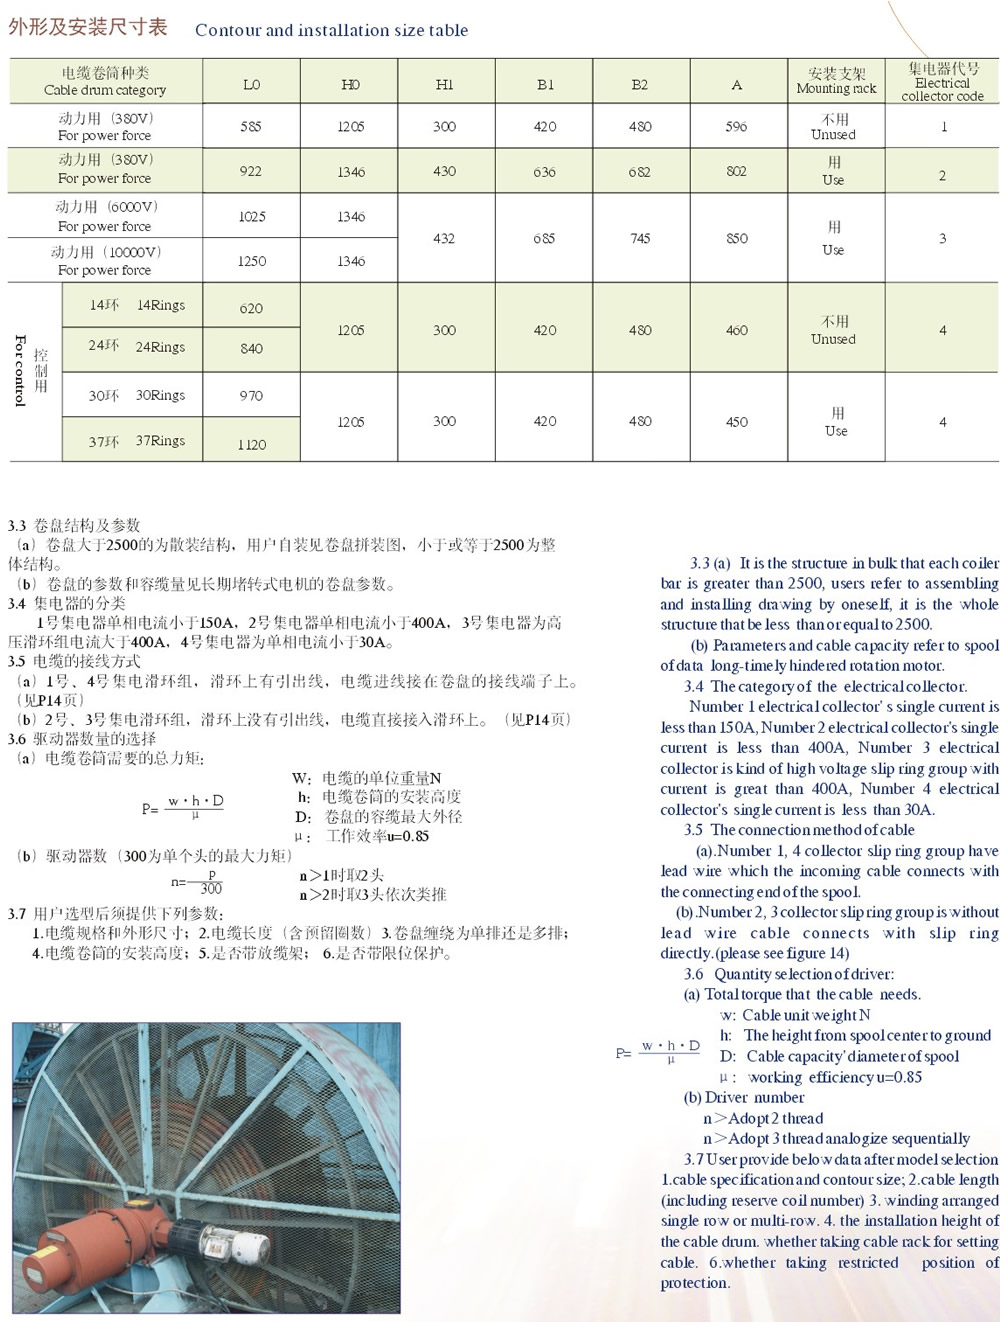 外形及安装尺寸表 Contour and installation size table
电缆卷筒种类 Cable drum category L0 H0 H1 B1 B2 A 安装支架 Mounting rack 集电器代号 Electrical collector code
动力用（380V） For power force 585 1205 300 420 480 596 不用 Unused 1
动力用（380V） For power force 922 1346 430 636 682 802 用 Use 2
动力用（6000V） For power force 1025 1346 432 685 745 850 用 Use 3
动力用（10000V） For power force 1250 1346
控制用 For control
14环 14Rings 620 1205 300 420 480 460 不用 Unused 4
24环 24Rings 840
30环 30Rings 970 1205 300 420 480 450 用 Use 4
37环 37Rings 1120
3.3 卷盘结构及参数
（a）卷盘大于2500的为散装结构，用户自装见卷盘拼装图，小于或等于2500为整
体结构。
（b）卷盘的参数和容缆量见长期堵转式电机的卷盘参数。
3.4 集电器的分类
1号集电器单相电流小于150A，2号集电器单相电流小于400A，3号集电器为高
压滑环组电流大于400A，4号集电器为单相电流小于30A。
3.5 电缆的接线方式
（a）1号、4号集电滑环组，滑环上有引出线，电缆进线接在卷盘的接线端子上。
（见P14页）
（b）2号、3号集电滑环组，滑环上没有引出线，电缆直接接入滑环上。（见P14页）
3.6 驱动器数量的选择
（a）电缆卷筒需要的总力矩：
P= w·h·D / μ
W：电缆的单位重量N
h：电缆卷筒的安装高度
D：卷盘的容缆最大外径
μ：工作效率u=0.85
（b）驱动器数（300为单个头的最大力矩）
n= P / 300
n＞1时取2头
n＞2时取3头依次类推
3.7 用户选型后须提供下列参数：
1.电缆规格和外形尺寸；2.电缆长度（含预留圈数）3.卷盘缠绕为单排还是多排；
4.电缆卷筒的安装高度；5.是否带放缆架； 6.是否带限位保护。
3.3 (a) It is the structure in bulk that each coiler
bar is greater than 2500, users refer to assembling
and installing drawing by oneself, it is the whole
structure that be less than or equal to 2500.
(b) Parameters and cable capacity refer to spool
of data long-timely hindered rotation motor.
3.4 The category of the electrical collector.
Number 1 electrical collector' s single current is
less than 150A, Number 2 electrical collector's single
current is less than 400A, Number 3 electrical
collector is kind of high voltage slip ring group with
current is great than 400A, Number 4 electrical
collector's single current is less than 30A.
3.5 The connection method of cable
(a).Number 1, 4 collector slip ring group have
lead wire which the incoming cable connects with
the connecting end of the spool.
(b).Number 2, 3 collector slip ring group is without
lead wire cable connects with slip ring
directly.(please see figure 14)
3.6 Quantity selection of driver:
(a) Total torque that the cable needs.
P= w·h·D / μ
w: Cable unit weight N
h: The height from spool center to ground
D: Cable capacity' diameter of spool
μ: working efficiency u=0.85
(b) Driver number
n＞Adopt 2 thread
n＞Adopt 3 thread analogize sequentially
3.7 User provide below data after model selection
1.cable specification and contour size; 2.cable length
(including reserve coil number) 3. winding arranged
single row or multi-row. 4. the installation height of
the cable drum. whether taking cable rack for setting
cable. 6.whether taking restricted position of
protection.